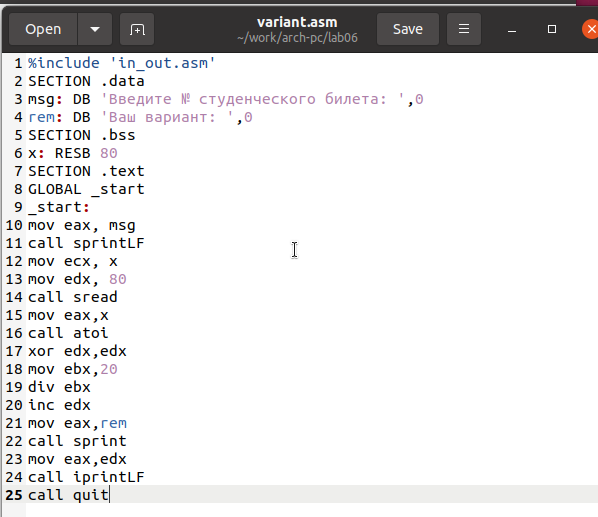 Open
variant.asm
~/work/arch-pc/lab06
Save
1 %include 'in_out.asm'
2 SECTION .data
3 msg: DB 'Введите № студенческого билета: ',0
4 rem: DB 'Ваш вариант: ',0
5 SECTION .bss
6 x: RESB 80
7 SECTION .text
8 GLOBAL _start
9 _start:
10 mov eax, msg
11 call sprintLF
12 mov ecx, x
13 mov edx, 80
14 call sread
15 mov eax,x
16 call atoi
17 xor edx,edx
18 mov ebx,20
19 div ebx
20 inc edx
21 mov eax,rem
22 call sprint
23 mov eax,edx
24 call iprintLF
25 call quit